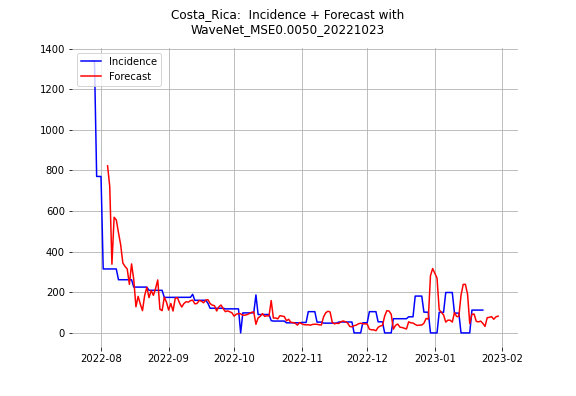 Costa_Rica:  Incidence + Forecast with
WaveNet_MSE0.0050_20221023
1400
1200
1000
800
600
400
200
0
Incidence
Forecast
2022-08 2022-09 2022-10 2022-11 2022-12 2023-01 2023-02